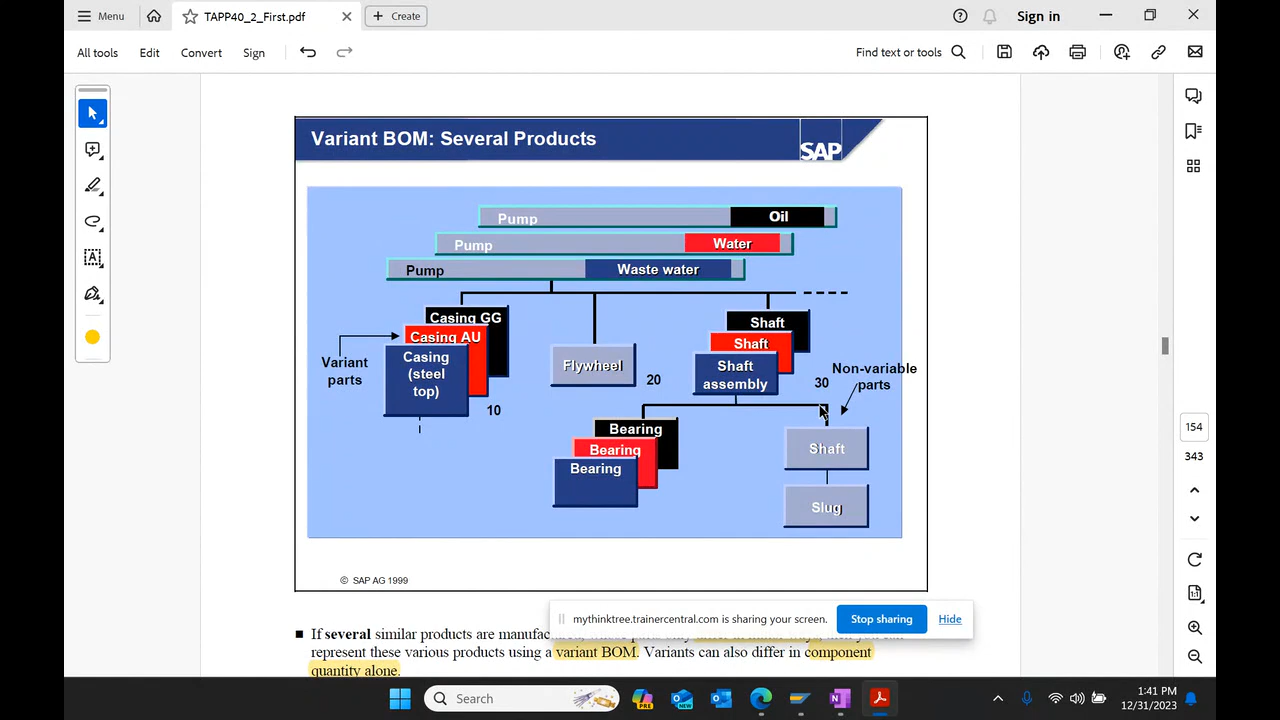 Menu
TAPP40_2_First.pdf
Create
Sign in
All tools
Edit
Convert
Sign
Find text or tools
Variant BOM: Several Products
SAP
Pump
Oil
Pump
Water
Pump
Waste water
Casing GG
Casing AU
Casing
(steel
top)
10
Variant
parts
Flywheel
20
Shaft
Shaft
Shaft
assembly
30
Non-variable
parts
Bearing
Bearing
Bearing
Shaft
Slug
© SAP AG 1999
154
343
mythinktree.trainercentral.com is sharing your screen.
Stop sharing
Hide
If several similar products are manufactured,
represent these various products using a variant BOM. Variants can also differ in component
quantity alone.
Search
PRE
NEW
1:41 PM
12/31/2023